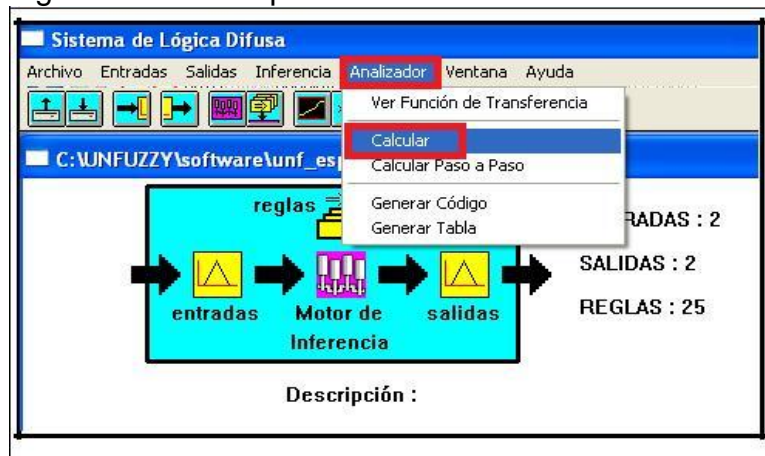 Sistema de Lógica Difusa
Archivo Entradas Salidas Inferencia Analizador Ventana Ayuda
Ver Función de Transferencia
Calcular
Calcular Paso a Paso
Generar Código
Generar Tabla
C:\UNFUZZY\software\unf_esp
reglas
RADAS : 2
SALIDAS : 2
REGLAS : 25
entradas
Motor de
Inferencia
salidas
Descripción :